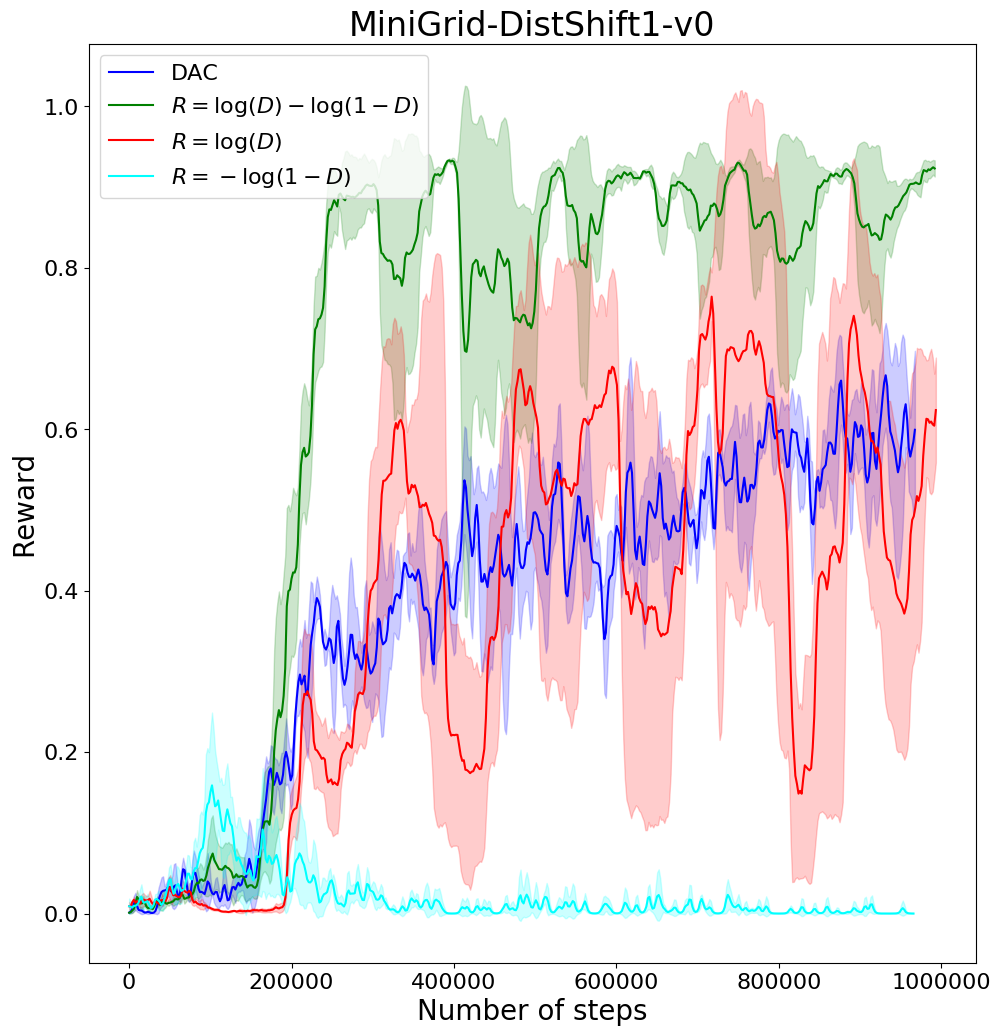 MiniGrid-DistShift1-v0
DAC
R = log(D) − log(1 − D)
R = log(D)
R = − log(1 − D)
Reward
1.0
0.8
0.6
0.4
0.2
0.0
0 200000 400000 600000 800000 1000000
Number of steps